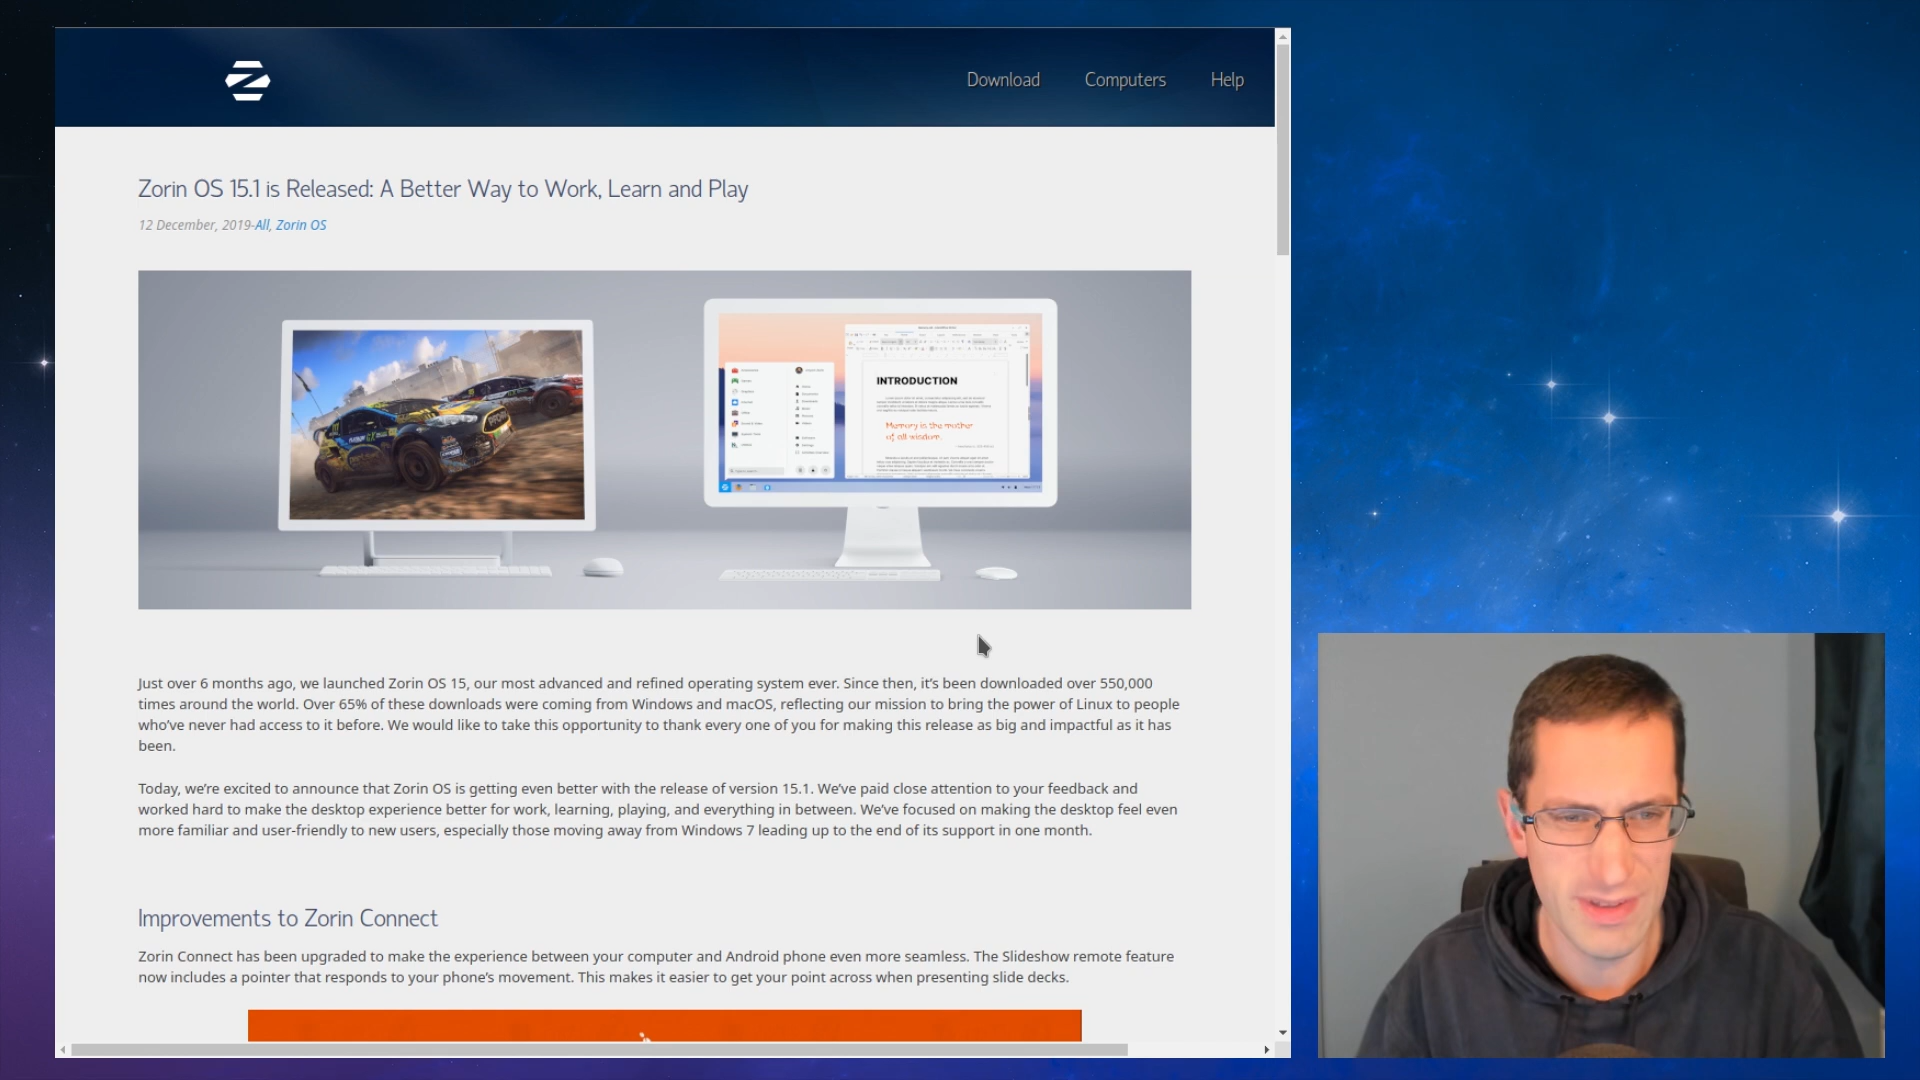 Download Computers Help
Zorin OS 15.1 is Released: A Better Way to Work, Learn and Play
12 December, 2019-All, Zorin OS
INTRODUCTION
Memory is the mother
of all wisdom.
Just over 6 months ago, we launched Zorin OS 15, our most advanced and refined operating system ever. Since then, it’s been downloaded over 550,000
times around the world. Over 65% of these downloads were coming from Windows and macOS, reflecting our mission to bring the power of Linux to people
who’ve never had access to it before. We would like to take this opportunity to thank every one of you for making this release as big and impactful as it has
been.
Today, we’re excited to announce that Zorin OS is getting even better with the release of version 15.1. We’ve paid close attention to your feedback and
worked hard to make the desktop experience better for work, learning, playing, and everything in between. We’ve focused on making the desktop feel even
more familiar and user-friendly to new users, especially those moving away from Windows 7 leading up to the end of its support in one month.
Improvements to Zorin Connect
Zorin Connect has been upgraded to make the experience between your computer and Android phone even more seamless. The Slideshow remote feature
now includes a pointer that responds to your phone’s movement. This makes it easier to get your point across when presenting slide decks.